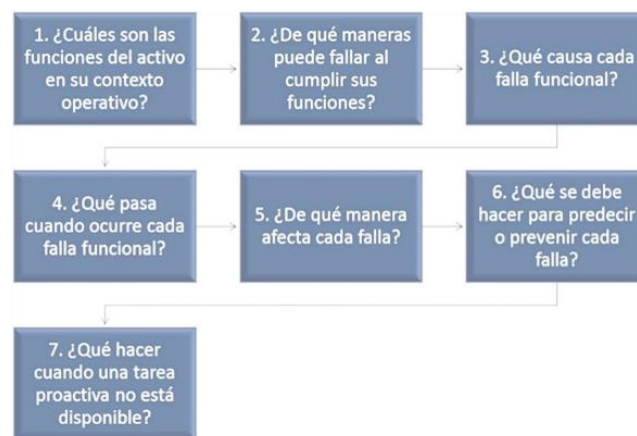 1. ¿Cuáles son las
funciones del activo
en su contexto
operativo?
2. ¿De qué maneras
puede fallar al
cumplir sus
funciones?
3. ¿Qué causa cada
falla funcional?
4. ¿Qué pasa
cuando ocurre cada
falla funcional?
5. ¿De qué manera
afecta cada falla?
6. ¿Qué se debe
hacer para predecir
o prevenir cada
falla?
7. ¿Qué hacer
cuando una tarea
proactiva no está
disponible?